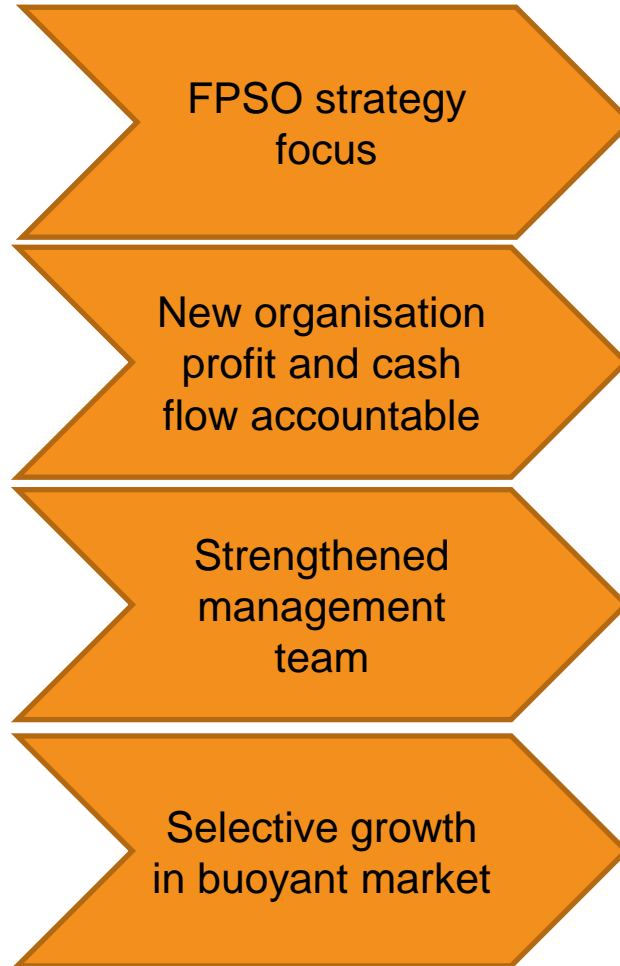 FPSO strategy
focus
New organisation
profit and cash
flow accountable
Strengthened
management
team
Selective growth
in buoyant market